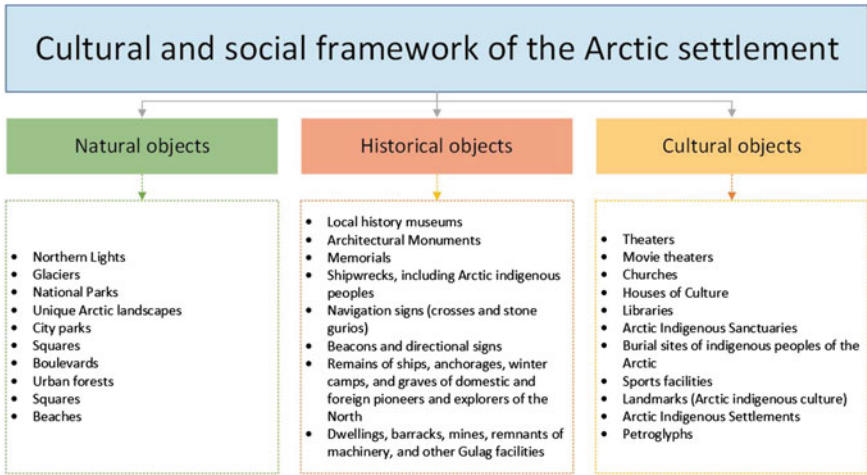 Cultural and social framework of the Arctic settlement
Natural objects
Historical objects
Cultural objects
Northern Lights
Glaciers
National Parks
Unique Arctic landscapes
City parks
Squares
Boulevards
Urban forests
Squares
Beaches
Local history museums
Architectural Monuments
Memorials
Shipwrecks, including Arctic indigenous
peoples
Navigation signs (crosses and stone
gurios)
Beacons and directional signs
Remains of ships, anchorages, winter
camps, and graves of domestic and
foreign pioneers and explorers of the
North
Dwellings, barracks, mines, remnants of
machinery, and other Gulag facilities
Theaters
Movie theaters
Churches
Houses of Culture
Libraries
Arctic Indigenous Sanctuaries
Burial sites of indigenous peoples of the
Arctic
Sports facilities
Landmarks (Arctic indigenous culture)
Arctic Indigenous Settlements
Petroglyphs